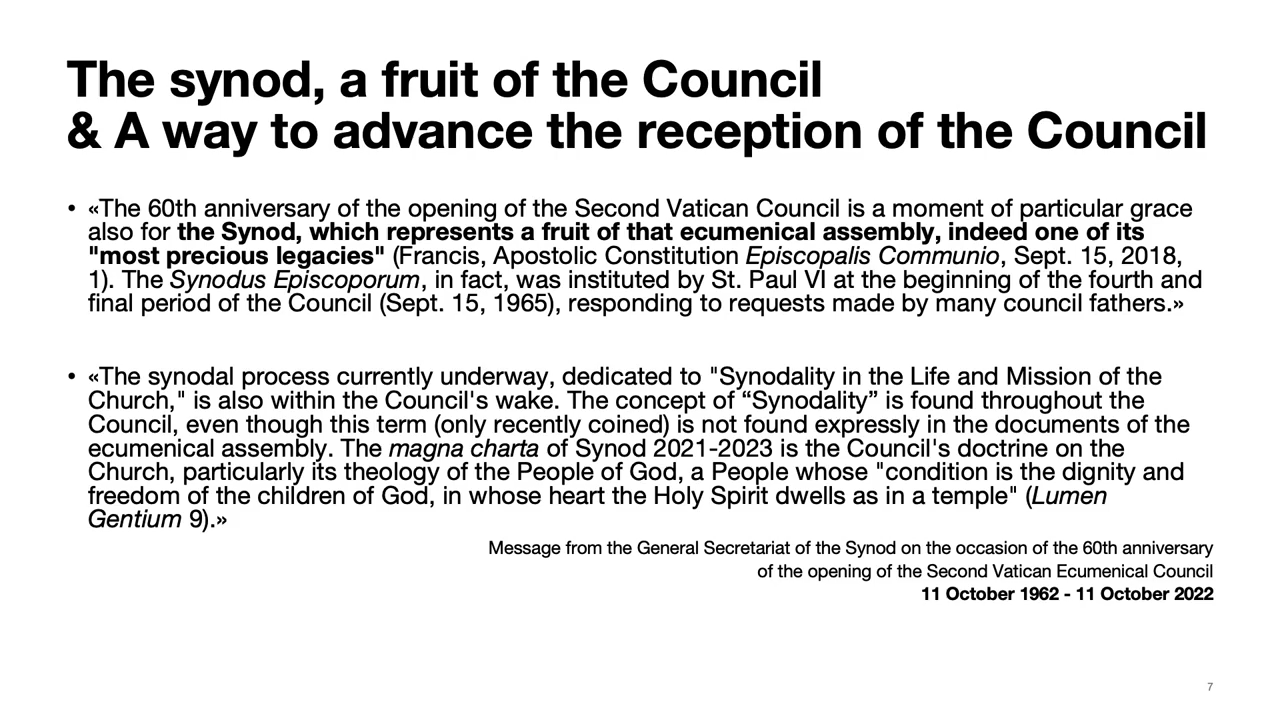 The synod, a fruit of the Council
& A way to advance the reception of the Council
• «The 60th anniversary of the opening of the Second Vatican Council is a moment of particular grace
also for the Synod, which represents a fruit of that ecumenical assembly, indeed one of its
"most precious legacies" (Francis, Apostolic Constitution Episcopalis Communio, Sept. 15, 2018,
1). The Synodus Episcoporum, in fact, was instituted by St. Paul VI at the beginning of the fourth and
final period of the Council (Sept. 15, 1965), responding to requests made by many council fathers.»
• «The synodal process currently underway, dedicated to "Synodality in the Life and Mission of the
Church," is also within the Council's wake. The concept of “Synodality” is found throughout the
Council, even though this term (only recently coined) is not found expressly in the documents of the
ecumenical assembly. The magna charta of Synod 2021-2023 is the Council's doctrine on the
Church, particularly its theology of the People of God, a People whose "condition is the dignity and
freedom of the children of God, in whose heart the Holy Spirit dwells as in a temple" (Lumen
Gentium 9).»
Message from the General Secretariat of the Synod on the occasion of the 60th anniversary
of the opening of the Second Vatican Ecumenical Council
11 October 1962 - 11 October 2022
7